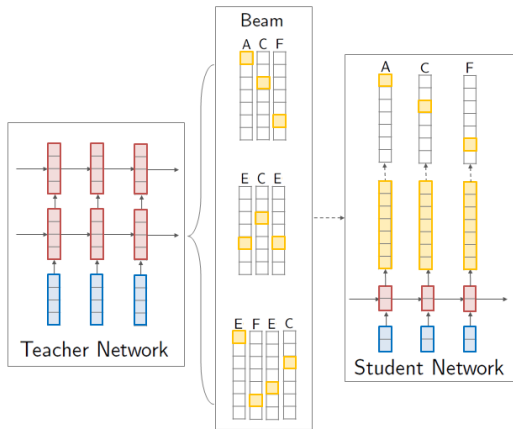 Beam
A C F
E C E
E F E C
Teacher Network
A C F
Student Network